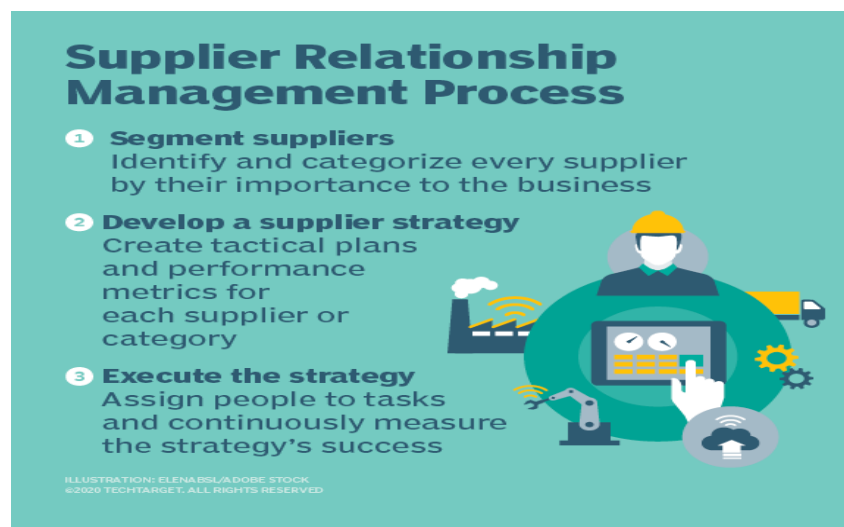 Supplier Relationship
Management Process
1 Segment suppliers
Identify and categorize every supplier
by their importance to the business
2 Develop a supplier strategy
Create tactical plans
and performance
metrics for
each supplier or
category
3 Execute the strategy
Assign people to tasks
and continuously measure
the strategy's success
ILLUSTRATION: ELENABSL/ADOBE STOCK
©2020 TECHTARGET. ALL RIGHTS RESERVED